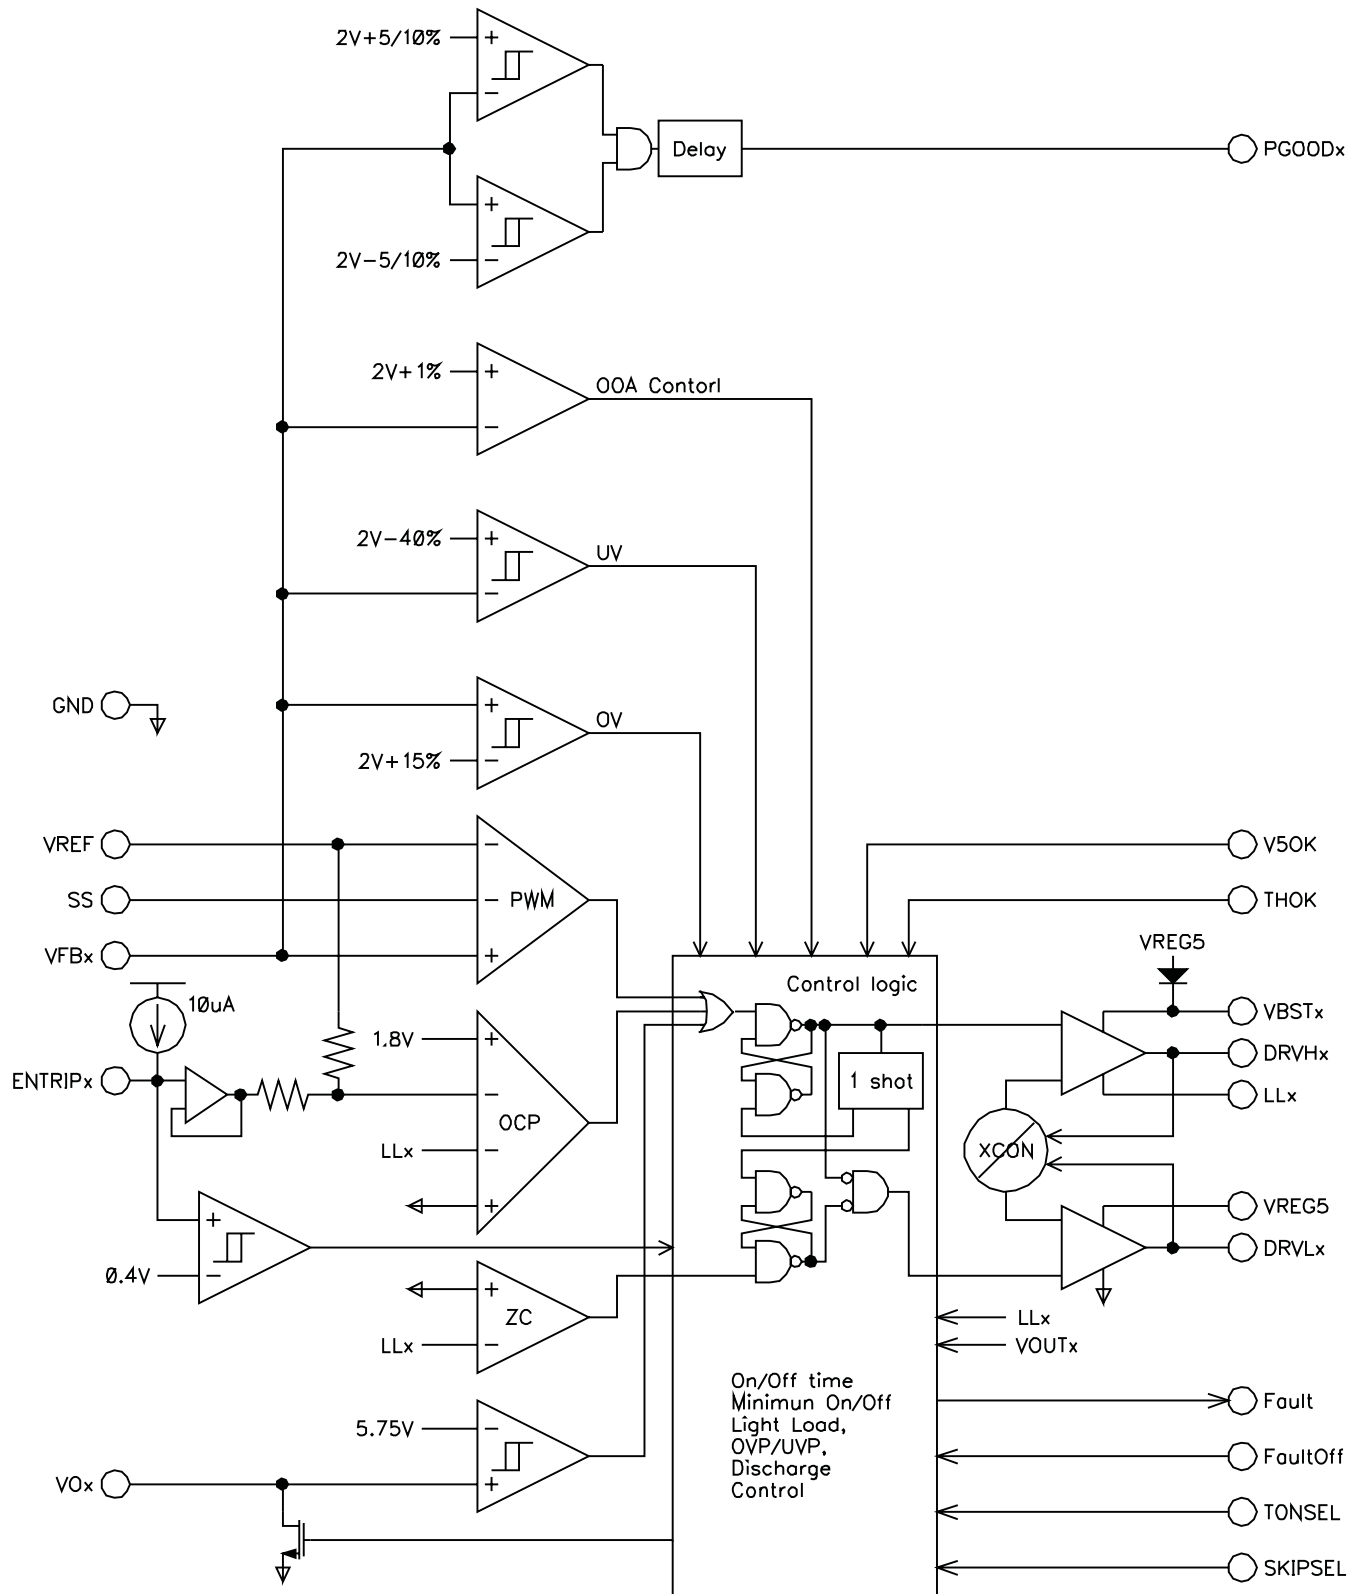 2V+5/10%
+
−
Delay
PGOODx
+
2V−5/10%
−
2V+1%
+
OOA Contorl
−
2V−40%
+
UV
−
GND
+
OV
2V+15%
−
VREF
−
V5OK
SS
−
PWM
THOK
VFBx
+
VREG5
Control logic
10uA
VBSTx
1.8V
+
DRVHx
ENTRIPx
1 shot
−
LLx
OCP
LLx
−
XCON
+
VREG5
+
DRVLx
0.4V
−
+
ZC
LLx
LLx
−
VOUTx
On/Off time
Minimun On/Off
Light Load,
OVP/UVP,
Discharge
Control
Fault
5.75V
−
FaultOff
VOx
+
TONSEL
SKIPSEL